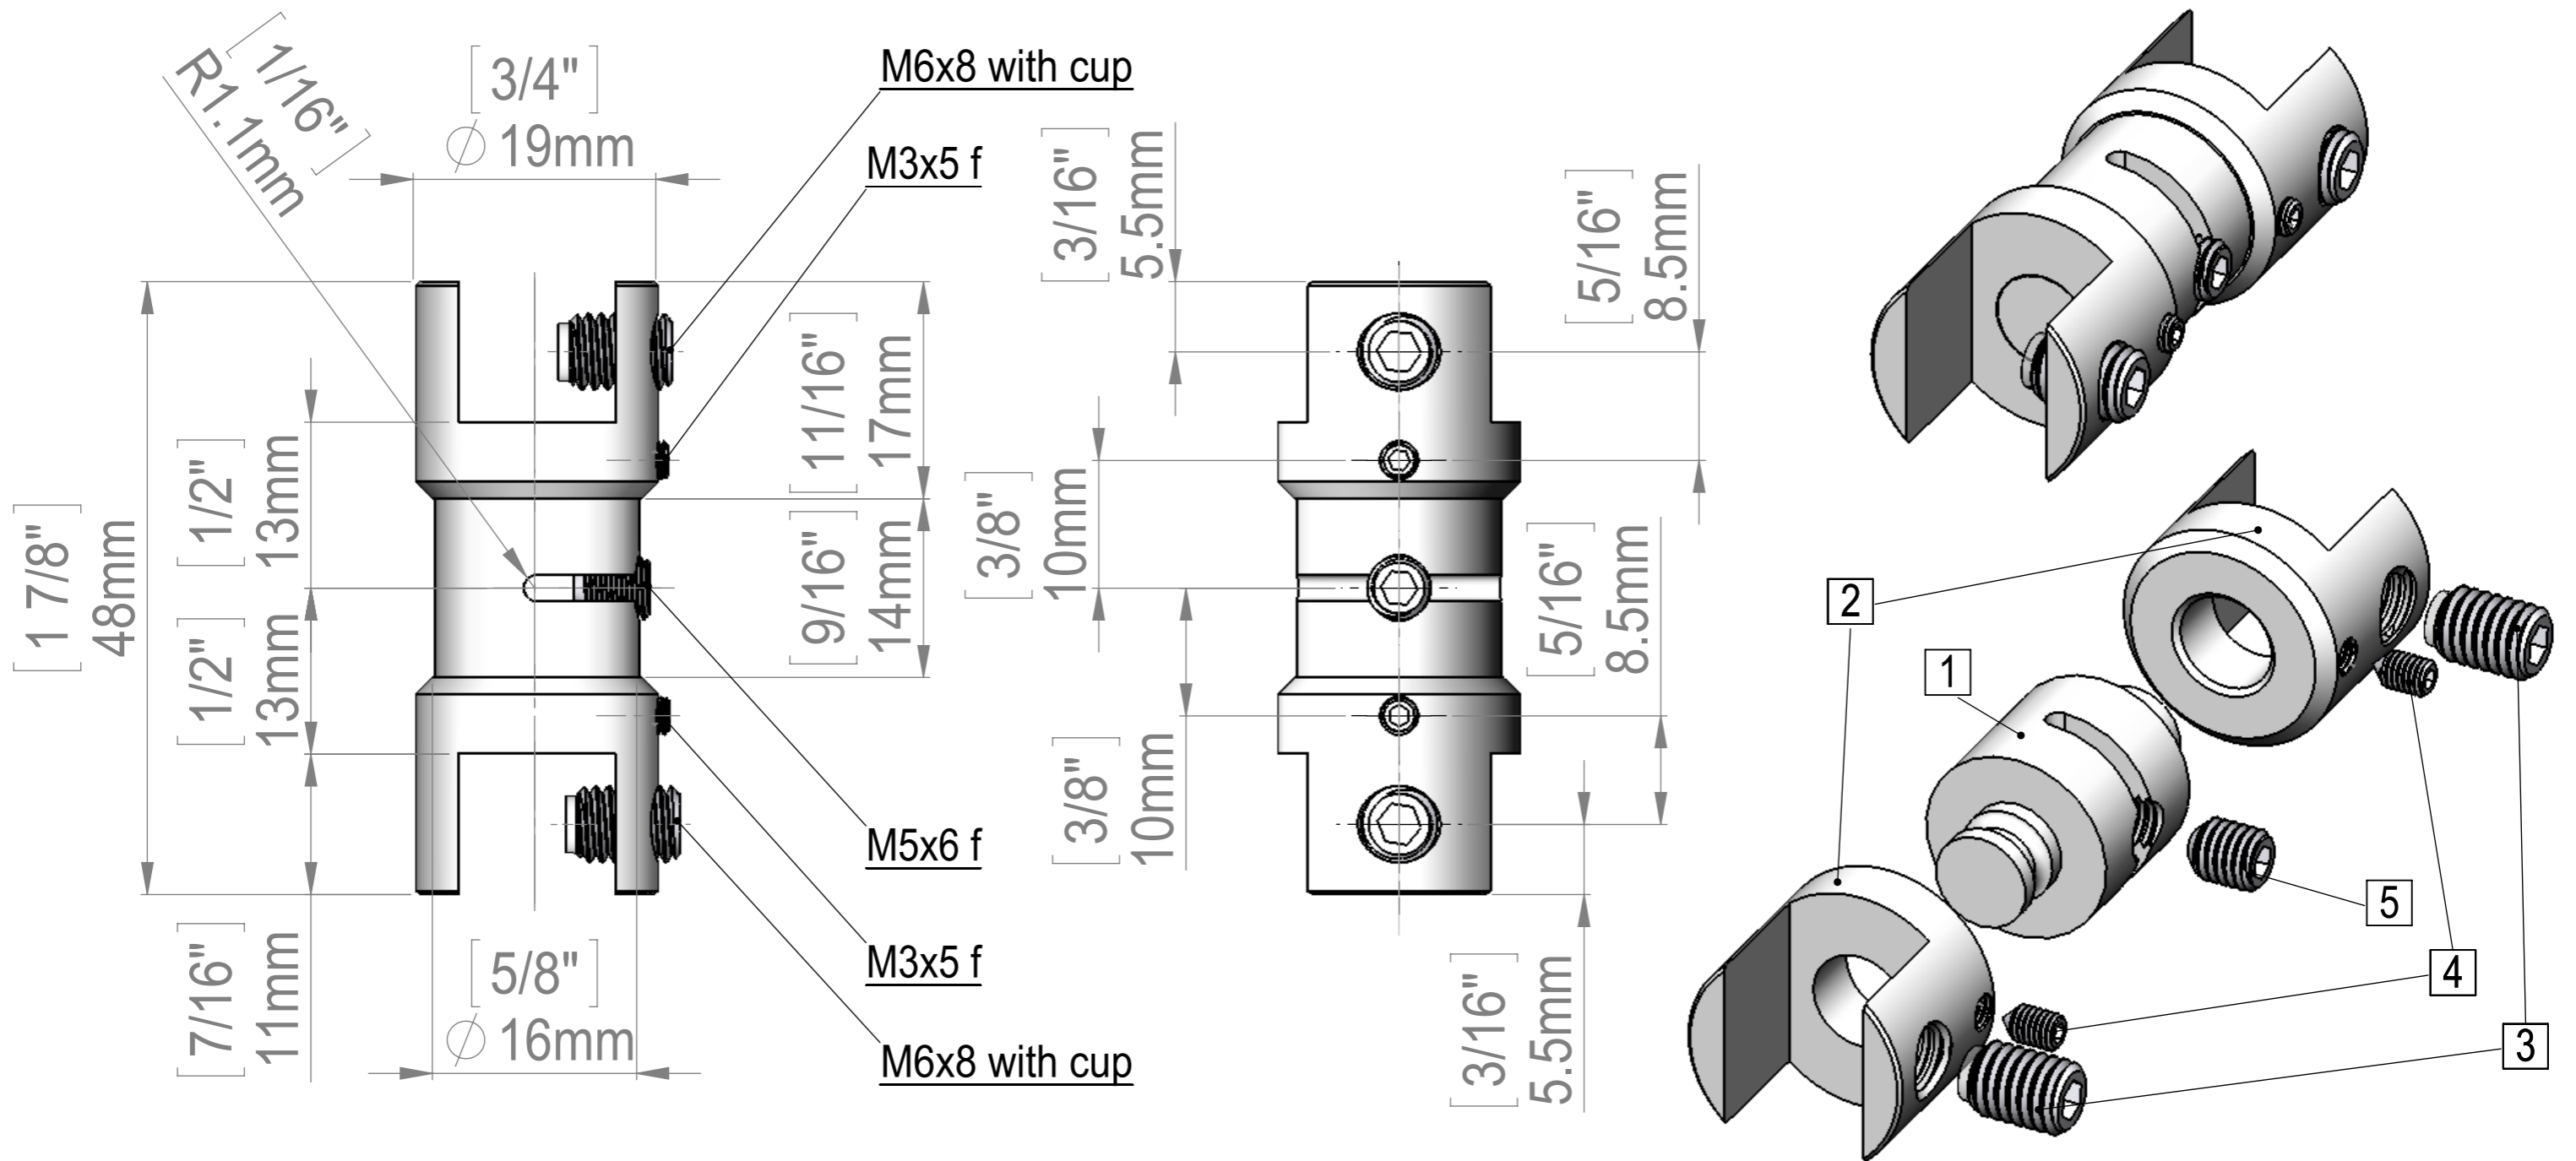 [1/16"]
R1.1mm
[3/4"]
∅ 19mm
M6x8 with cup
M3x5 f
[3/16"]
5.5mm
[5/16"]
8.5mm
[11/16"]
17mm
[1/2"]
13mm
[1 7/8"]
48mm
[9/16"]
14mm
[3/8"]
10mm
[5/16"]
8.5mm
[1/2"]
13mm
[3/8"]
10mm
M5x6 f
[7/16"]
11mm
[5/8"]
∅ 16mm
M3x5 f
M6x8 with cup
[3/16"]
5.5mm
2
1
5
4
3